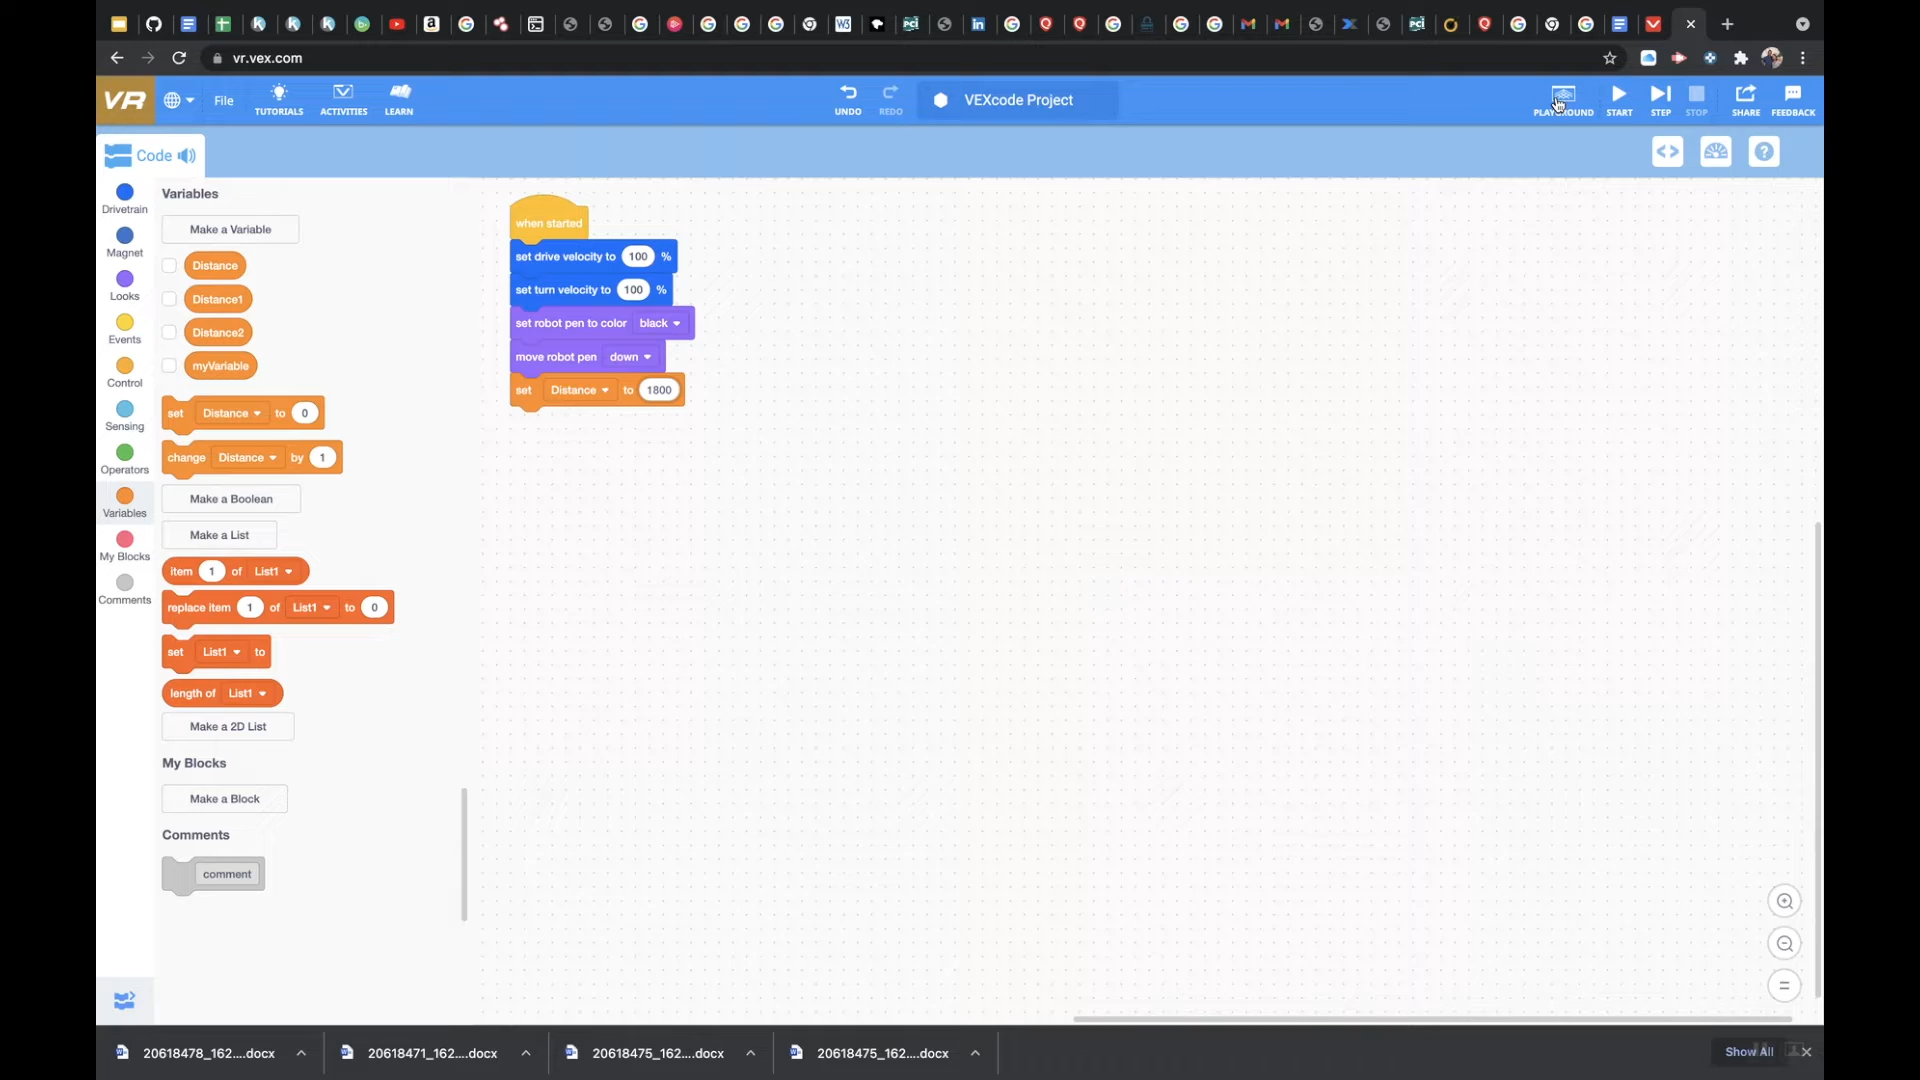 vr.vex.com
VR
File
TUTORIALS
ACTIVITIES
LEARN
UNDO
REDO
VEXcode Project
PLAYGROUND
START
STEP
STOP
SHARE
FEEDBACK
Code
Drivetrain
Magnet
Looks
Events
Control
Sensing
Operators
Variables
My Blocks
Comments
Variables
Make a Variable
Distance
Distance1
Distance2
myVariable
set Distance to 0
change Distance by 1
Make a Boolean
Make a List
item 1 of List1
replace item 1 of List1 to 0
set List1 to
length of List1
Make a 2D List
My Blocks
Make a Block
Comments
comment
when started
set drive velocity to 100 %
set turn velocity to 100 %
set robot pen to color black
move robot pen down
set Distance to 1800
20618478_162....docx
20618471_162....docx
20618475_162....docx
20618475_162....docx
Show All